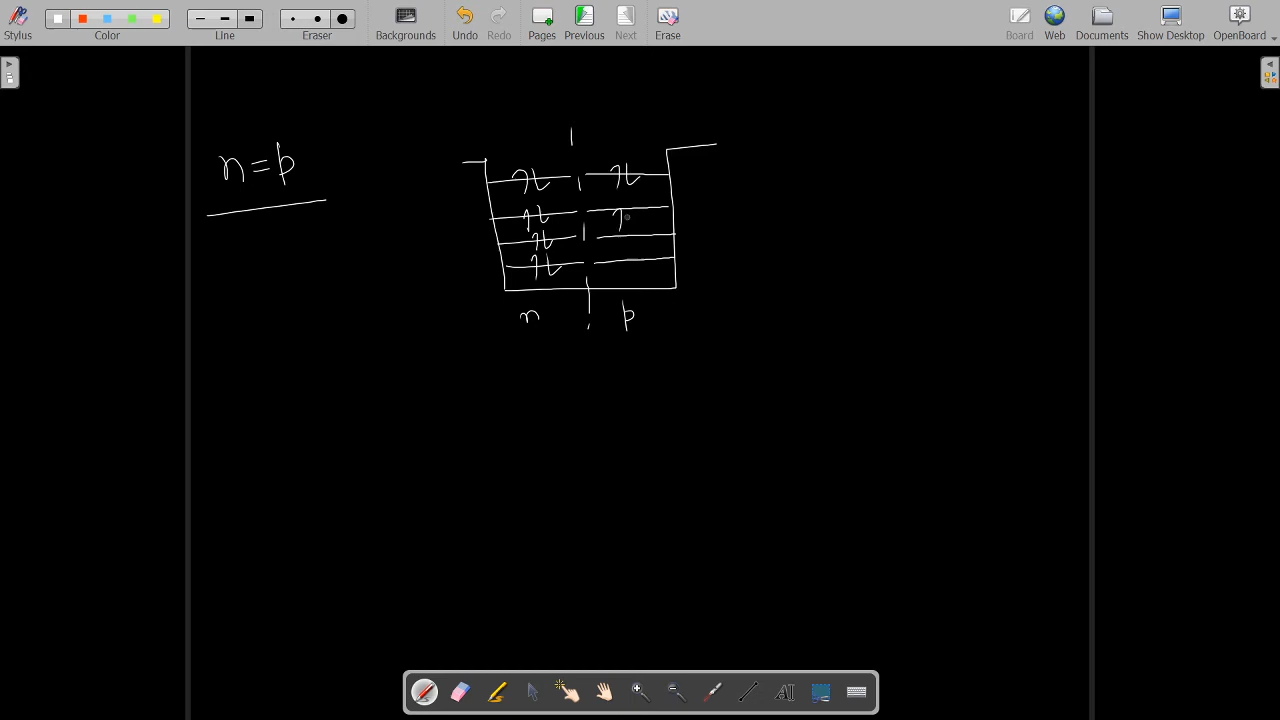 Stylus Color Line Eraser Backgrounds Undo Redo Pages Previous Next Erase Board Web Documents Show Desktop OpenBoard
n=p
n p